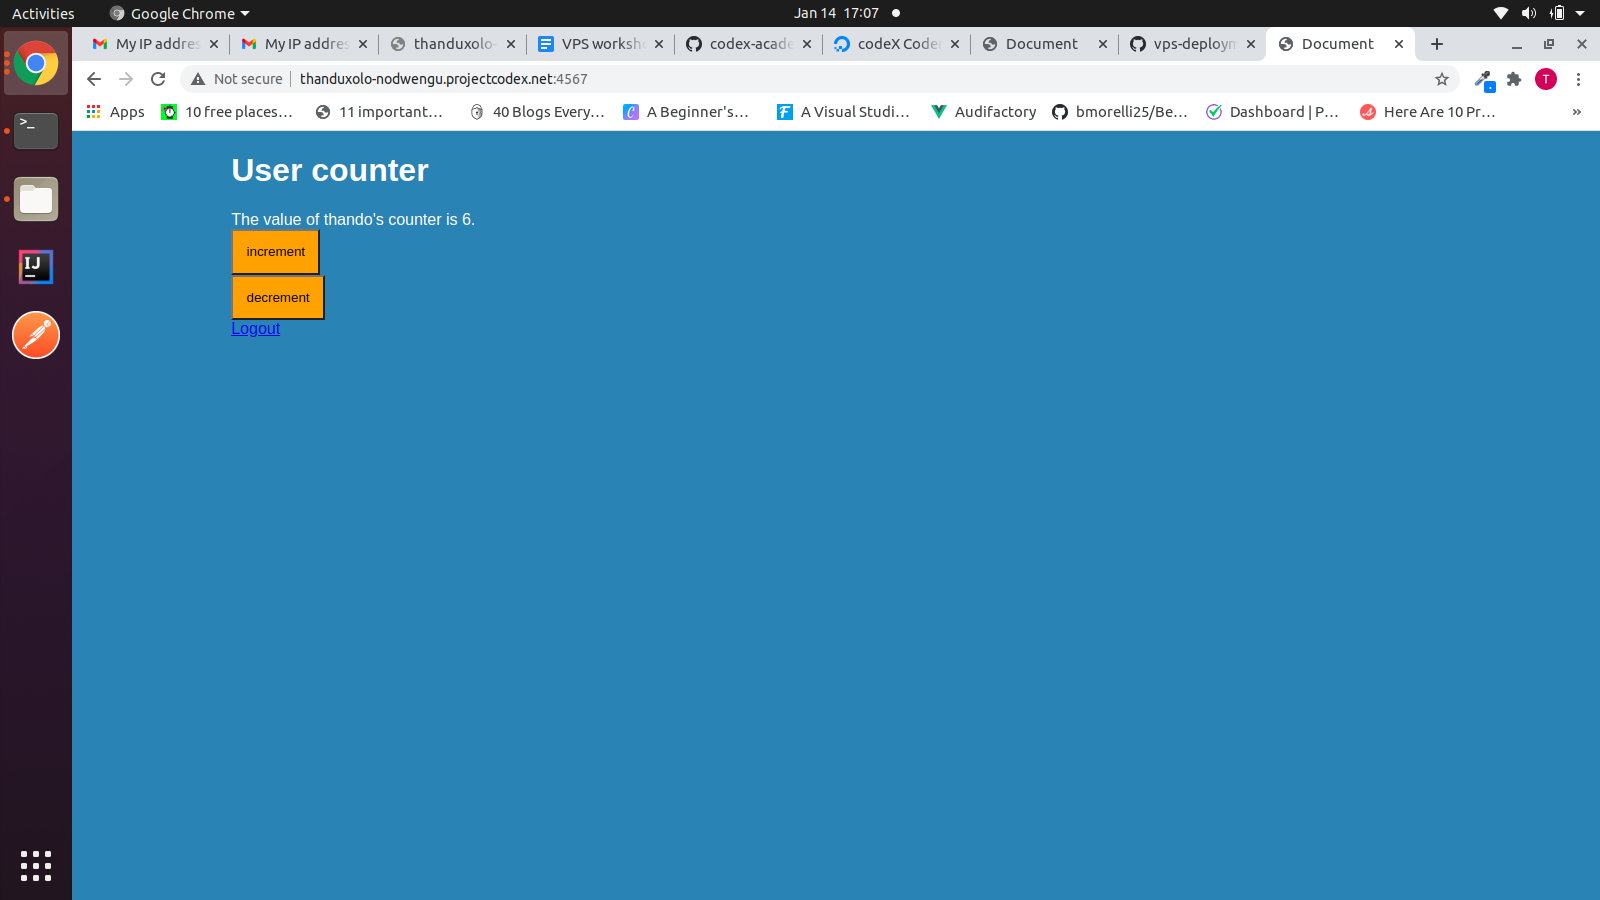 Activities
Google Chrome
Jan 14 17:07
My IP addres
My IP addres
thanduxolo-
VPS worksh
codex-acade
codeX Coder
Document
vps-deploym
Document
Not secure
thanduxolo-nodwengu.projectcodex.net:4567
T
Apps
10 free places...
11 important...
40 Blogs Every...
A Beginner's...
A Visual Studi...
Audifactory
bmorelli25/Be...
Dashboard | P...
Here Are 10 Pr...
»
User counter
The value of thando's counter is 6.
increment
decrement
Logout
>_
IJ